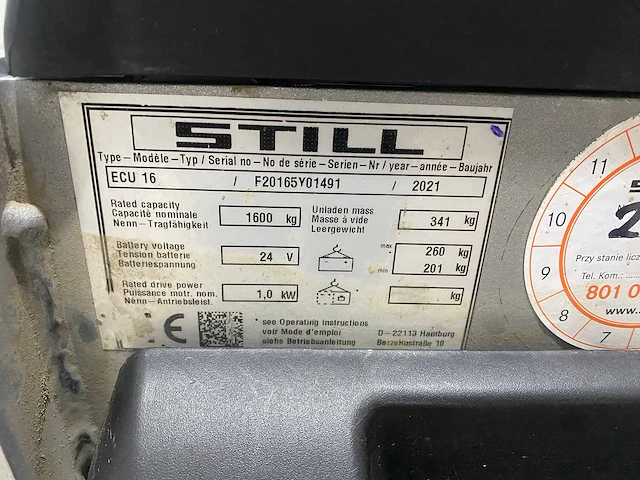 STILL
Type – Modèle – Typ / Serial no – No de série – Serien – Nr / year – année – Baujahr
ECU 16 / F20165Y01491 / 2021
Rated capacity
Capacité nominale
Nenn – Tragfähigkeit
1600 kg
Unladen mass
Masse à vide
Leergewicht
341 kg
Battery voltage
Tension batterie
Batteriespannung
24 V
max 260 kg
min 201 kg
Rated drive power
Puissance motr. nom.
Nenn – Antriebsleist.
1,0 kW
kg
CE
* see Operating instructions
voir Mode d'emploi
siehe Betriebsanleitung
D – 22113 Hamburg
Berzeliusstraße 10
11
10
9
8
7
2
Przy stanie licz
Tel. Kom.:
801 0
www.